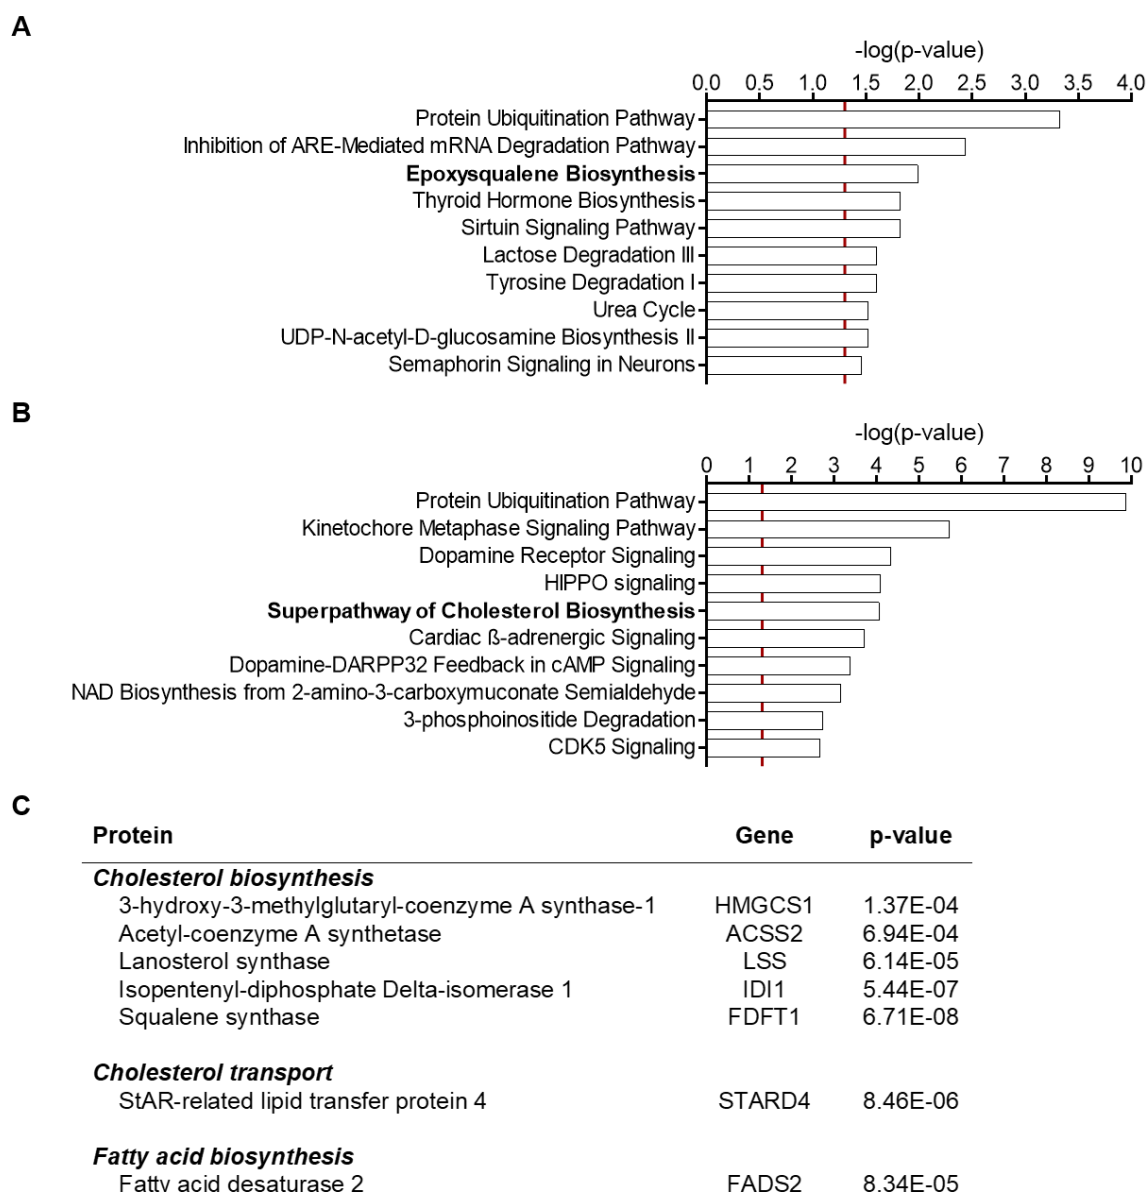 A
-log(p-value)
0.0 0.5 1.0 1.5 2.0 2.5 3.0 3.5 4.0
Protein Ubiquitination Pathway
Inhibition of ARE-Mediated mRNA Degradation Pathway
Epoxysqualene Biosynthesis
Thyroid Hormone Biosynthesis
Sirtuin Signaling Pathway
Lactose Degradation III
Tyrosine Degradation I
Urea Cycle
UDP-N-acetyl-D-glucosamine Biosynthesis II
Semaphorin Signaling in Neurons
B
-log(p-value)
0 1 2 3 4 5 6 7 8 9 10
Protein Ubiquitination Pathway
Kinetochore Metaphase Signaling Pathway
Dopamine Receptor Signaling
HIPPO signaling
Superpathway of Cholesterol Biosynthesis
Cardiac ß-adrenergic Signaling
Dopamine-DARPP32 Feedback in cAMP Signaling
NAD Biosynthesis from 2-amino-3-carboxymuconate Semialdehyde
3-phosphoinositide Degradation
CDK5 Signaling
C
Protein Gene p-value
Cholesterol biosynthesis
3-hydroxy-3-methylglutaryl-coenzyme A synthase-1 HMGCS1 1.37E-04
Acetyl-coenzyme A synthetase ACSS2 6.94E-04
Lanosterol synthase LSS 6.14E-05
Isopentenyl-diphosphate Delta-isomerase 1 IDI1 5.44E-07
Squalene synthase FDFT1 6.71E-08
Cholesterol transport
StAR-related lipid transfer protein 4 STARD4 8.46E-06
Fatty acid biosynthesis
Fatty acid desaturase 2 FADS2 8.34E-05